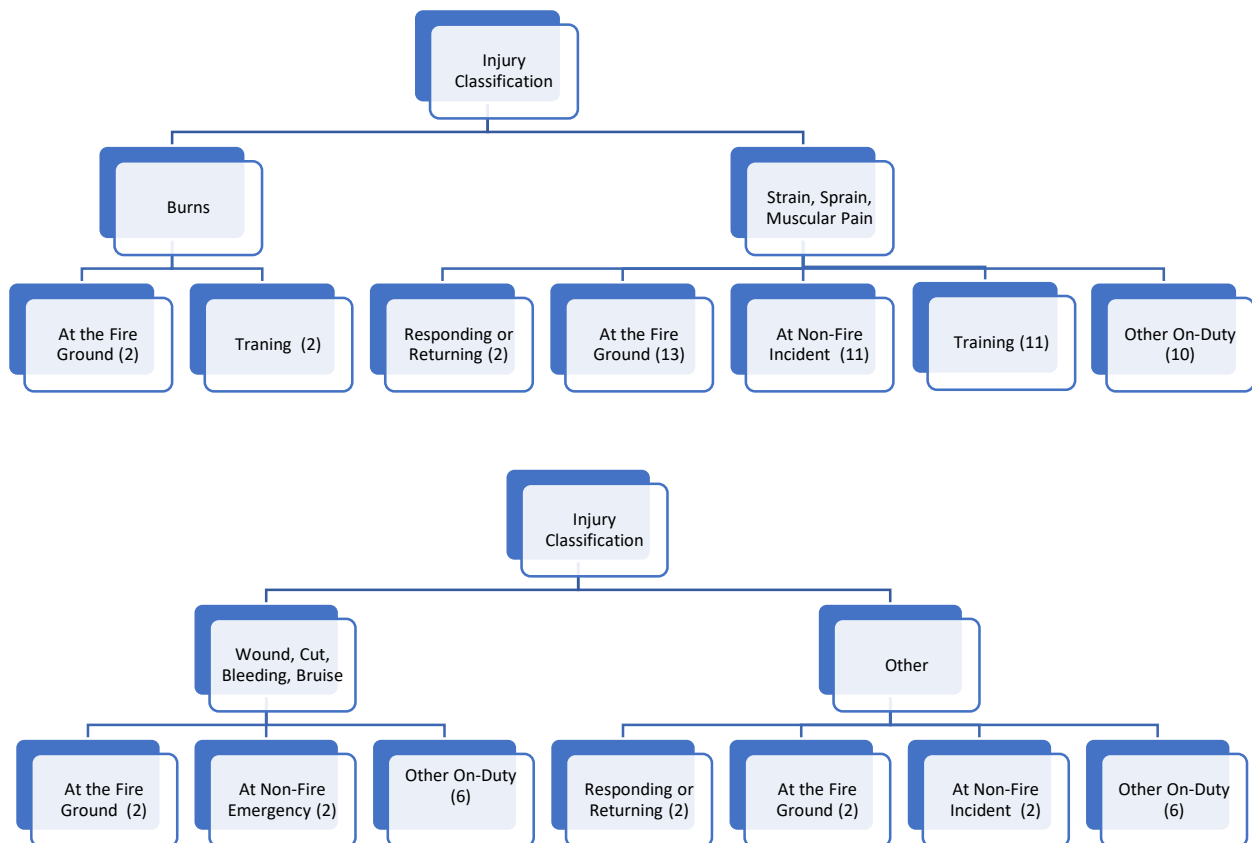 Injury
Classification
Burns
Strain, Sprain,
Muscular Pain
At the Fire
Ground (2)
Traning (2)
Responding or
Returning (2)
At the Fire
Ground (13)
At Non-Fire
Incident (11)
Training (11)
Other On-Duty
(10)
Injury
Classification
Wound, Cut,
Bleeding, Bruise
Other
At the Fire
Ground (2)
At Non-Fire
Emergency (2)
Other On-Duty
(6)
Responding or
Returning (2)
At the Fire
Ground (2)
At Non-Fire
Incident (2)
Other On-Duty
(6)